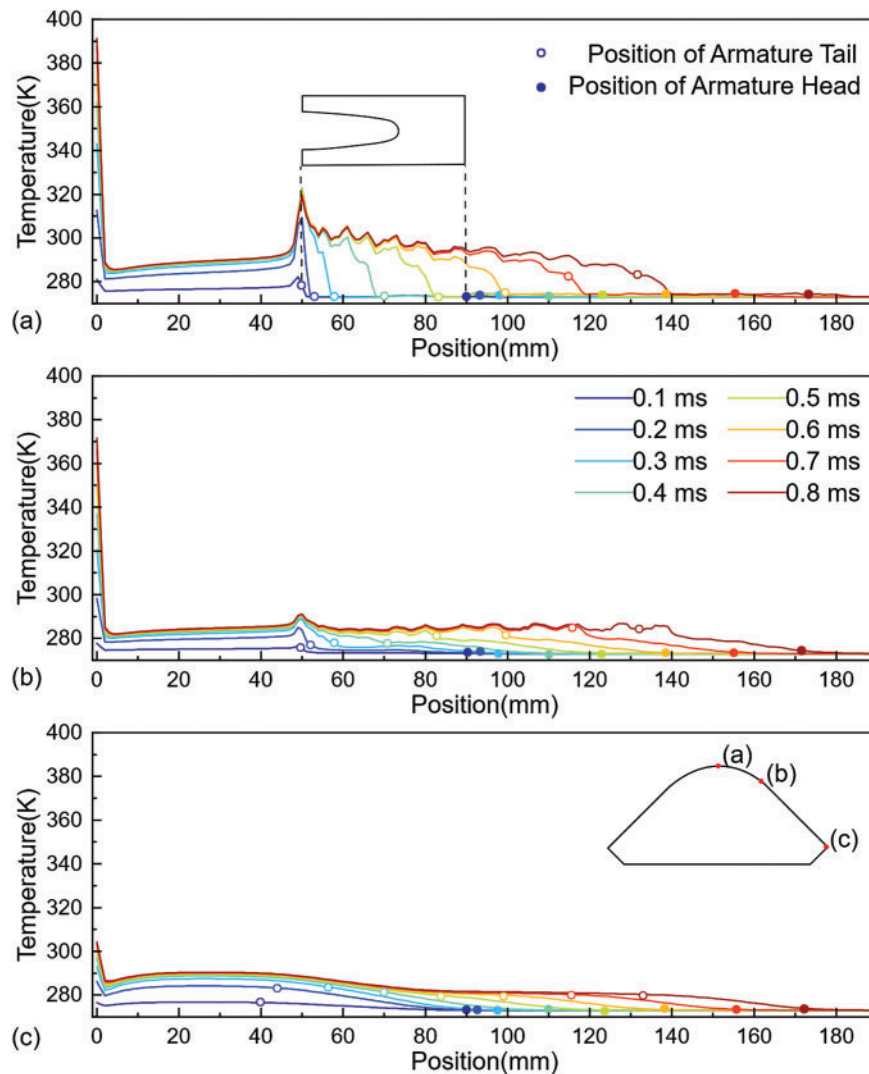 400
380
360
340
320
300
280
Temperature(K)
Position of Armature Tail
Position of Armature Head
0 20 40 60 80 100 120 140 160 180
(a)
Position(mm)
400
380
360
340
320
300
280
Temperature(K)
0.1 ms 0.5 ms
0.2 ms 0.6 ms
0.3 ms 0.7 ms
0.4 ms 0.8 ms
0 20 40 60 80 100 120 140 160 180
(b)
Position(mm)
400
380
360
340
320
300
280
Temperature(K)
(a)
(b)
(c)
0 20 40 60 80 100 120 140 160 180
(c)
Position(mm)